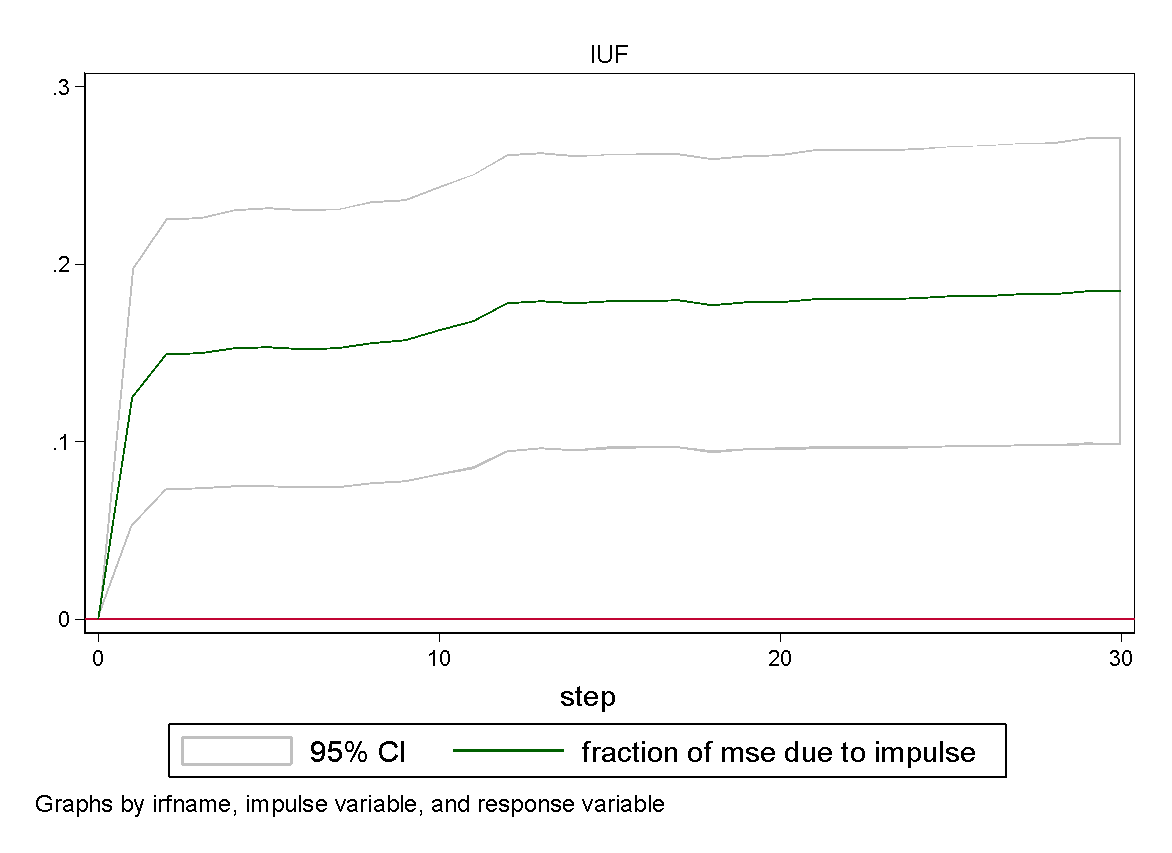 IUF
.3
.2
.1
0
0 10 20 30
step
95% CI fraction of mse due to impulse
Graphs by irfname, impulse variable, and response variable